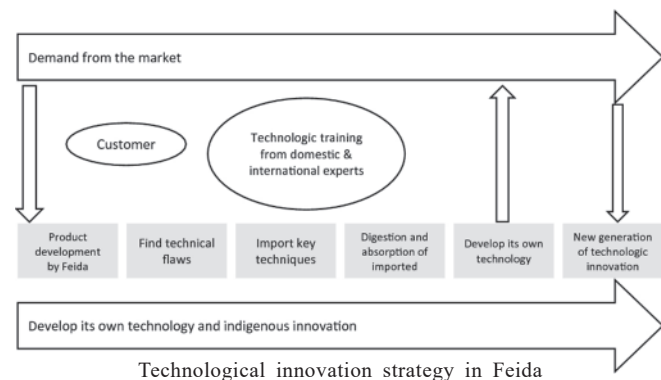 Demand from the market
Customer
Technologic training
from domestic &
international experts
Product
development
by Feida
Find technical
flaws
Import key
techniques
Digestion and
absorption of
imported
Develop its own
technology
New generation
of technologic
innovation
Develop its own technology and indigenous innovation
Technological innovation strategy in Feida